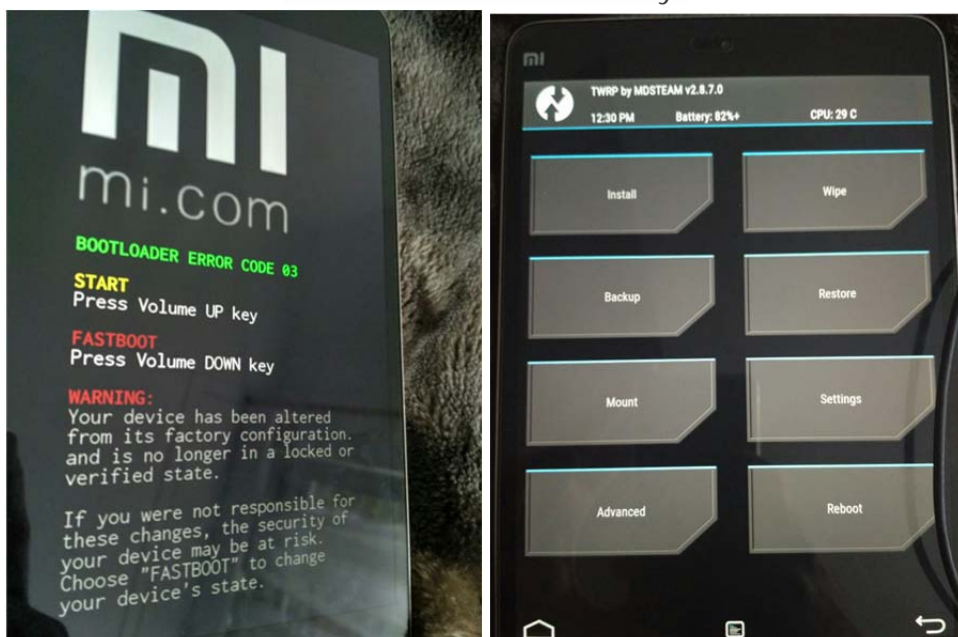 mi
mi.com
BOOTLOADER ERROR CODE 03
START
Press Volume UP key
FASTBOOT
Press Volume DOWN key
WARNING:
Your device has been altered
from its factory configuration.
and is no longer in a locked or
verified state.
If you were not responsible for
these changes, the security of
your device may be at risk.
Choose "FASTBOOT" to change
your device's state.
mi
TWRP by MDSTEAM v2.8.7.0
12:30 PM Battery: 82%+ CPU: 29 C
Install Wipe
Backup Restore
Mount Settings
Advanced Reboot